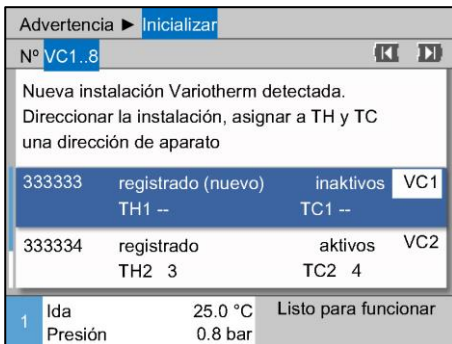 Advertencia ► Inicializar
Nº VC1..8
Nueva instalación Variotherm detectada.
Direccionar la instalación, asignar a TH y TC
una dirección de aparato
333333 registrado (nuevo) inaktivos VC1
TH1 -- TC1 --
333334 registrado aktivos VC2
TH2 3 TC2 4
1 Ida 25.0 °C Listo para funcionar
Presión 0.8 bar